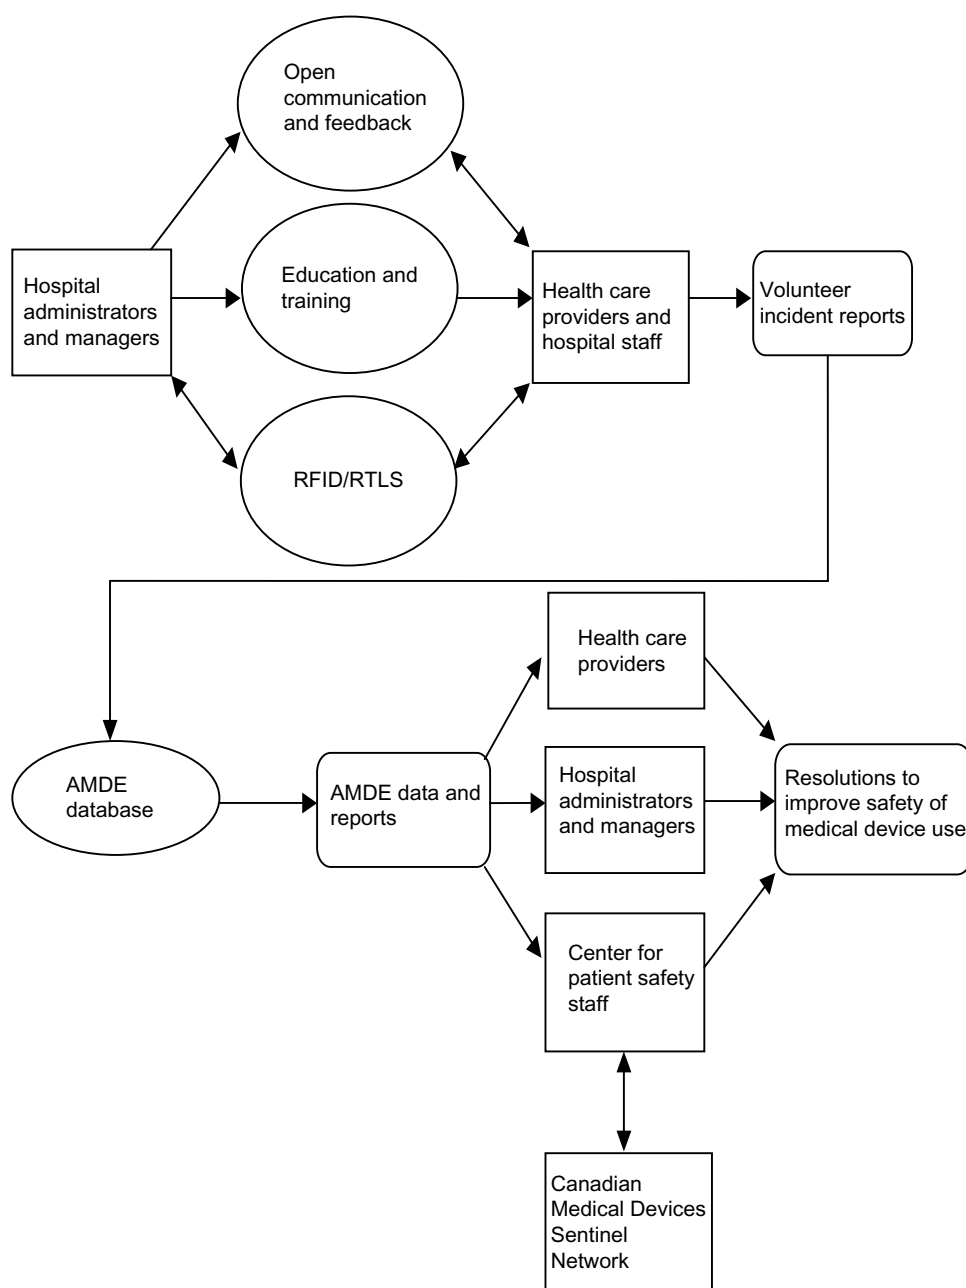 Open
communication
and feedback
Hospital
administrators
and managers
Education and
training
Health care
providers and
hospital staff
Volunteer
incident reports
RFID/RTLS
Health care
providers
AMDE
database
AMDE data and
reports
Hospital
administrators
and managers
Resolutions to
improve safety of
medical device use
Center for
patient safety
staff
Canadian
Medical Devices
Sentinel
Network